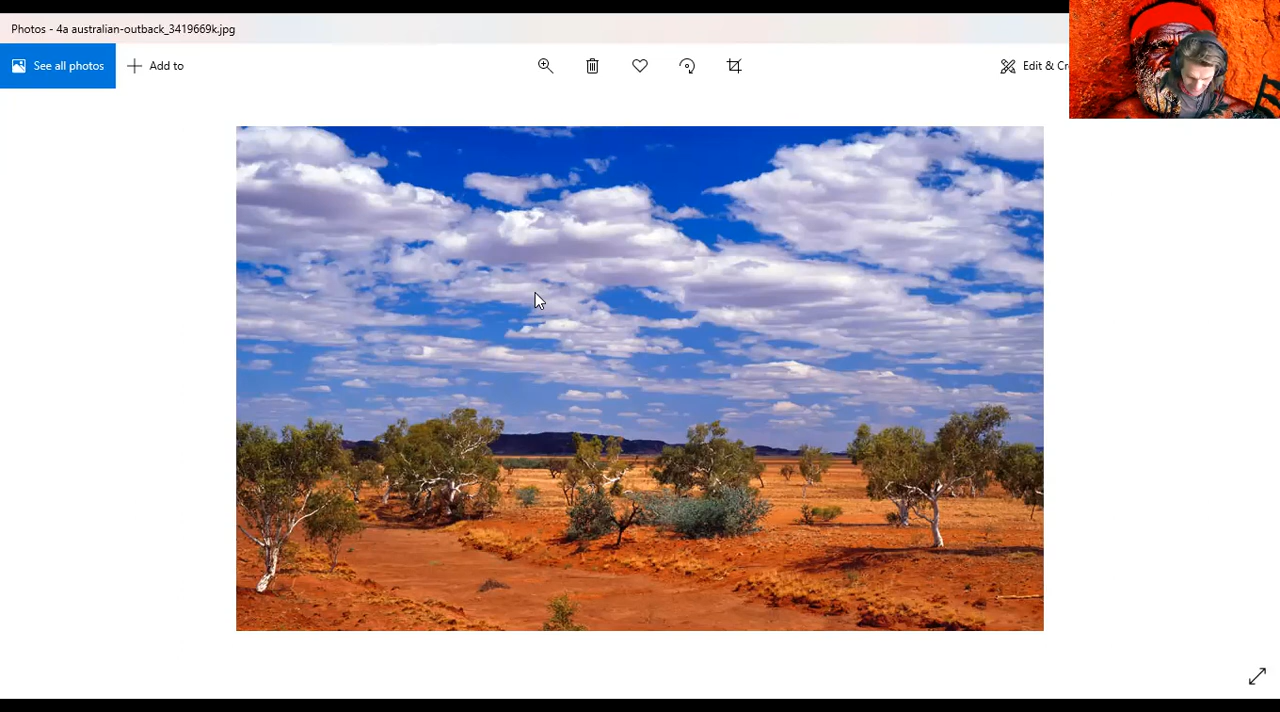 Photos - 4a australian-outback_3419669k.jpg
See all photos
Add to
Edit & Cr